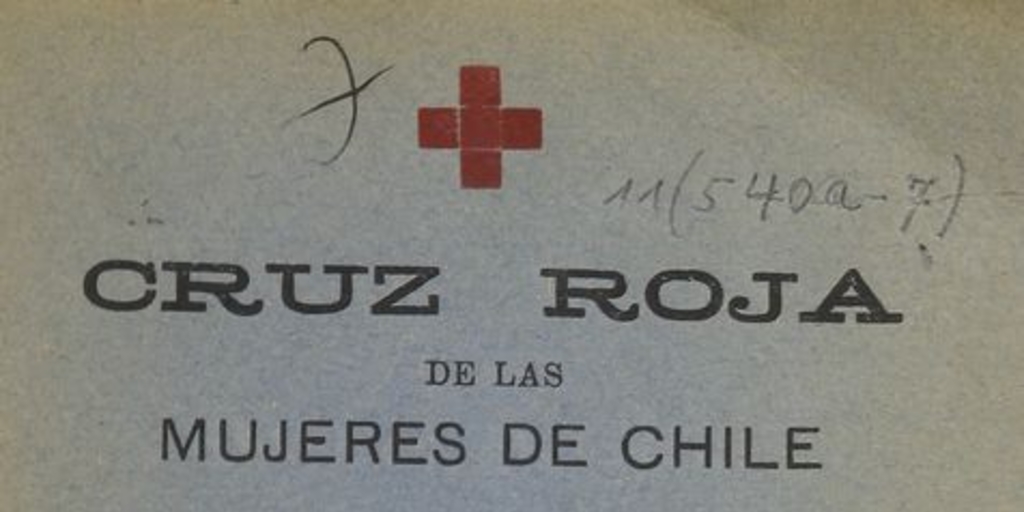 11(540a-7)
CRUZ ROJA
DE LAS
MUJERES DE CHILE